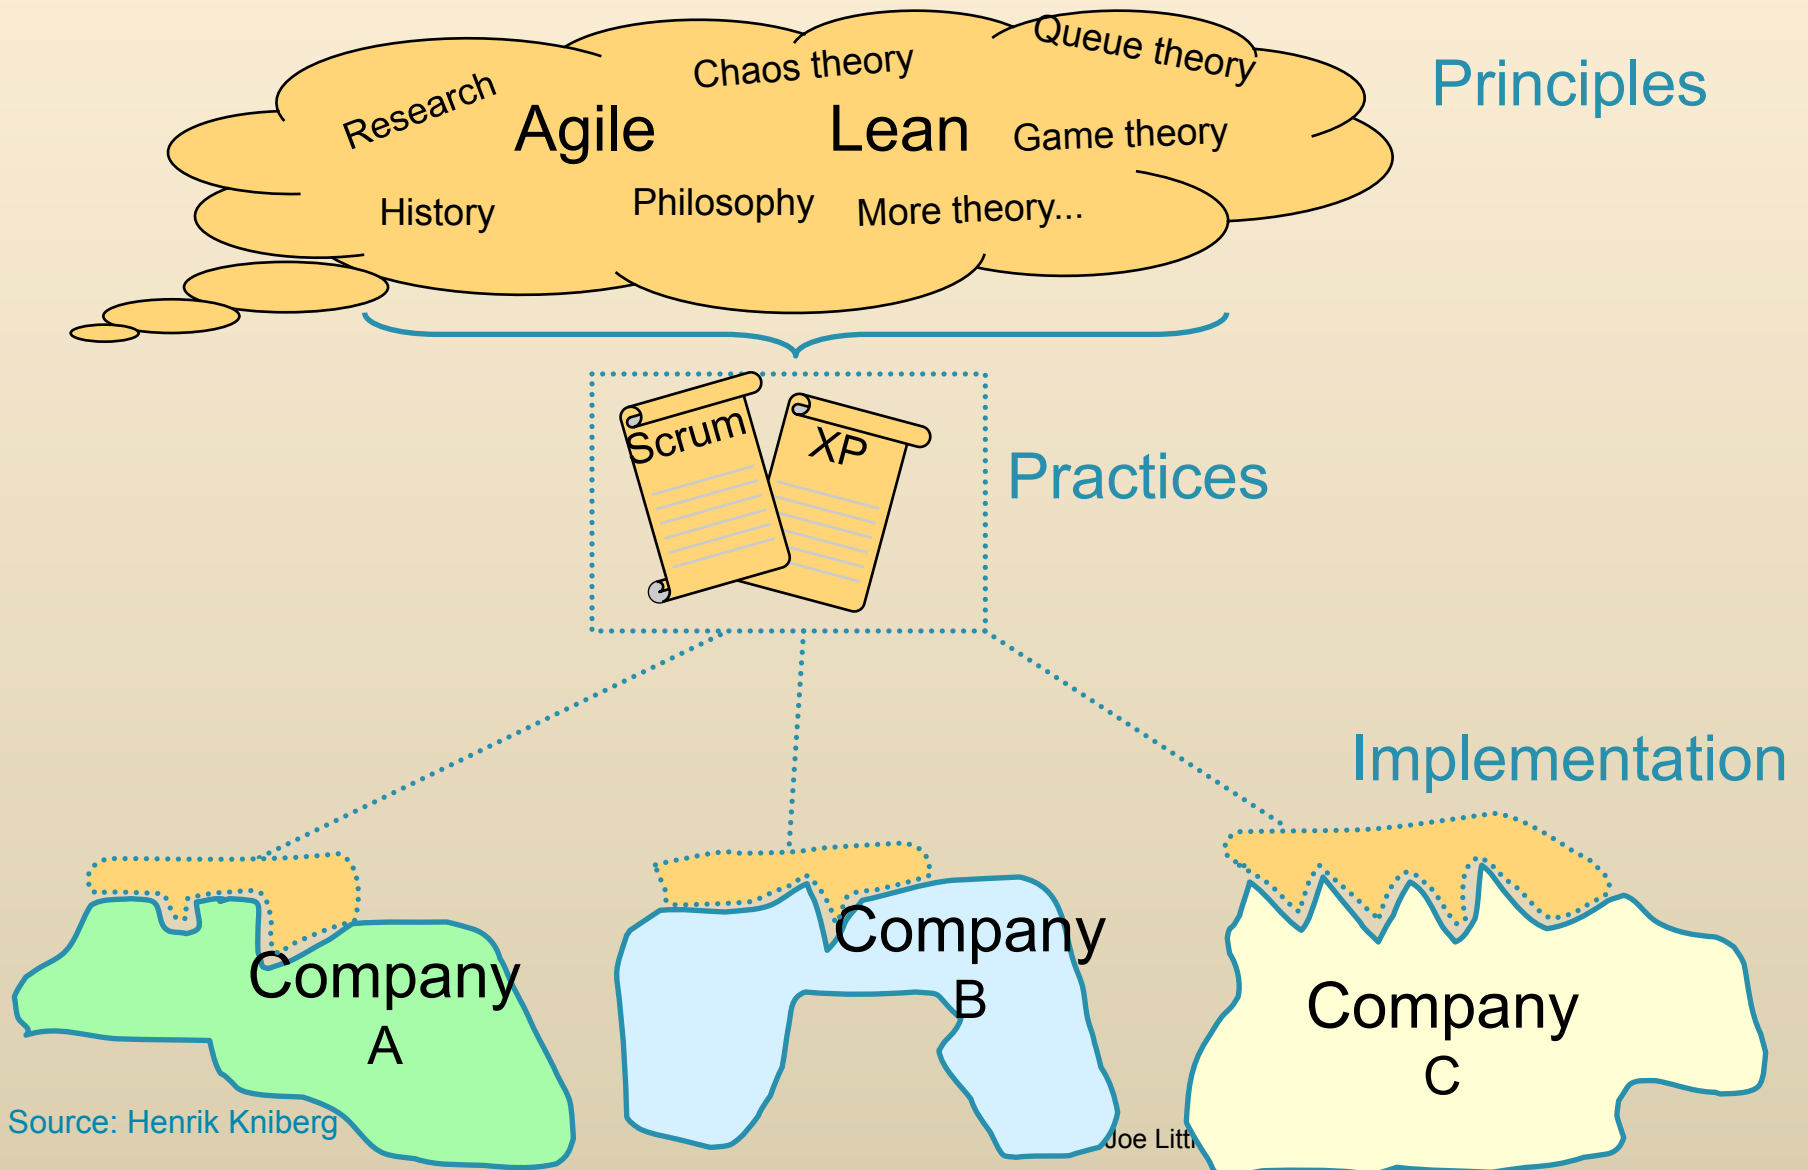 Queue theory
Chaos theory
Principles
Research
Agile
Lean
Game theory
History
Philosophy
More theory...
Scrum
XP
Practices
Implementation
Company
A
Company
B
Company
C
Source: Henrik Kniberg
Joe